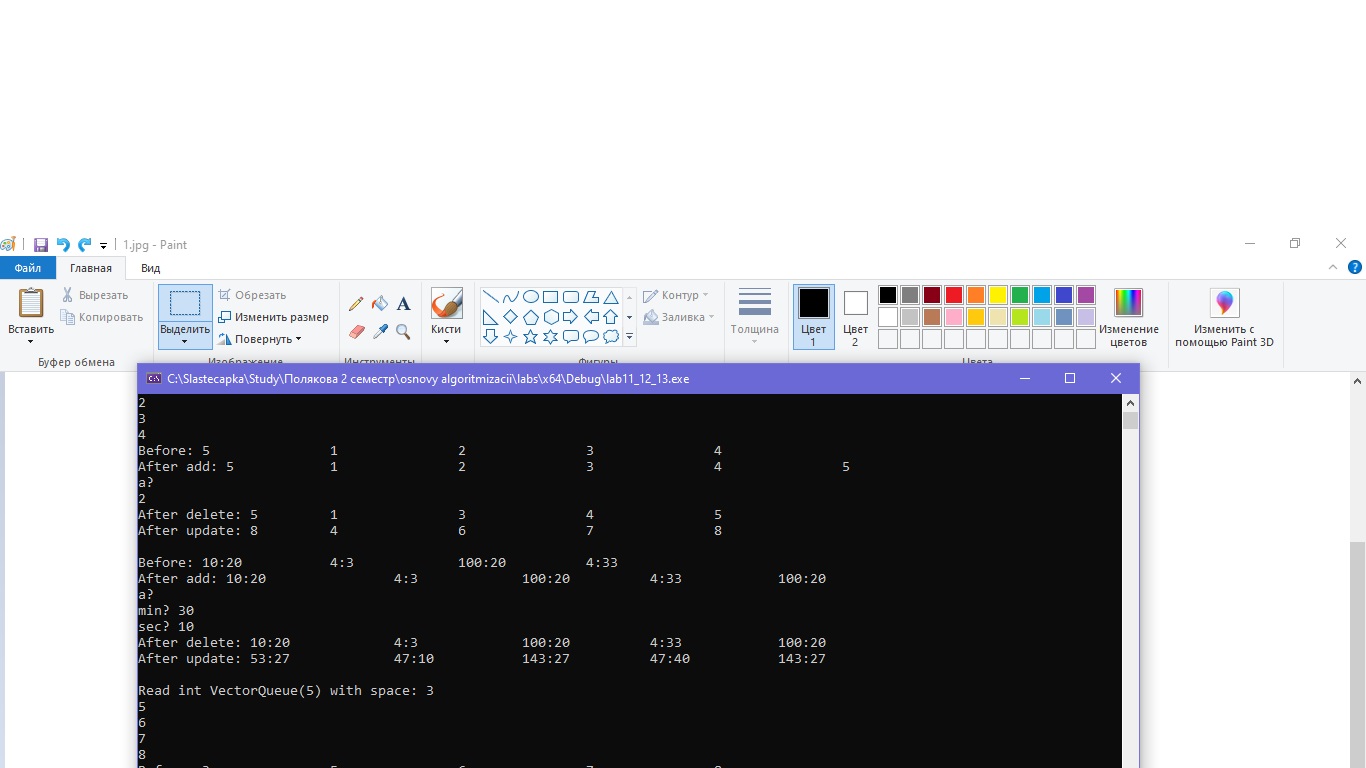 1.jpg - Paint
Файл Главная Вид
Вставить
Вырезать
Копировать
Буфер обмена
Выделить
Обрезать
Изменить размер
Повернуть
Изображение
A
Инструменты
Кисти
Контур
Заливка
Фигуры
Толщина
Цвет 1
Цвет 2
Изменение цветов
Цвета
Изменить с помощью Paint 3D
C:\Slastecapka\Study\Полякова 2 семестр\osnovy algoritmizacii\labs\x64\Debug\lab11_12_13.exe
2
3
4
Before: 5 1 2 3 4
After add: 5 1 2 3 4 5
a?
2
After delete: 5 1 3 4 5
After update: 8 4 6 7 8
Before: 10:20 4:3 100:20 4:33
After add: 10:20 4:3 100:20 4:33 100:20
a?
min? 30
sec? 10
After delete: 10:20 4:3 100:20 4:33 100:20
After update: 53:27 47:10 143:27 47:40 143:27
Read int VectorQueue(5) with space: 3
5
6
7
8